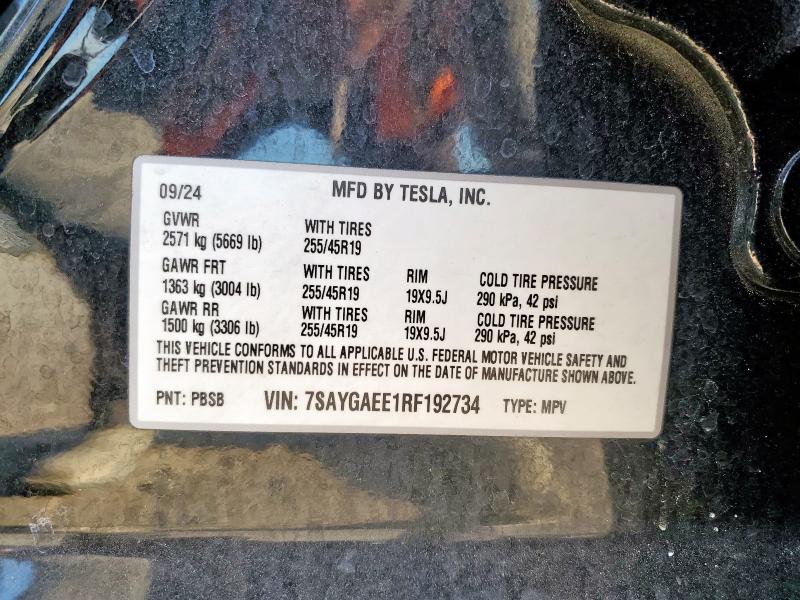 09/24 MFD BY TESLA, INC.
GVWR
2571 kg (5669 lb) WITH TIRES
255/45R19
GAWR FRT WITH TIRES RIM COLD TIRE PRESSURE
1363 kg (3004 lb) 255/45R19 19X9.5J 290 kPa, 42 psi
GAWR RR WITH TIRES RIM COLD TIRE PRESSURE
1500 kg (3306 lb) 255/45R19 19X9.5J 290 kPa, 42 psi
THIS VEHICLE CONFORMS TO ALL APPLICABLE U.S. FEDERAL MOTOR VEHICLE SAFETY AND
THEFT PREVENTION STANDARDS IN EFFECT ON THE DATE OF MANUFACTURE SHOWN ABOVE.
PNT: PBSB VIN: 7SAYGAEE1RF192734 TYPE: MPV